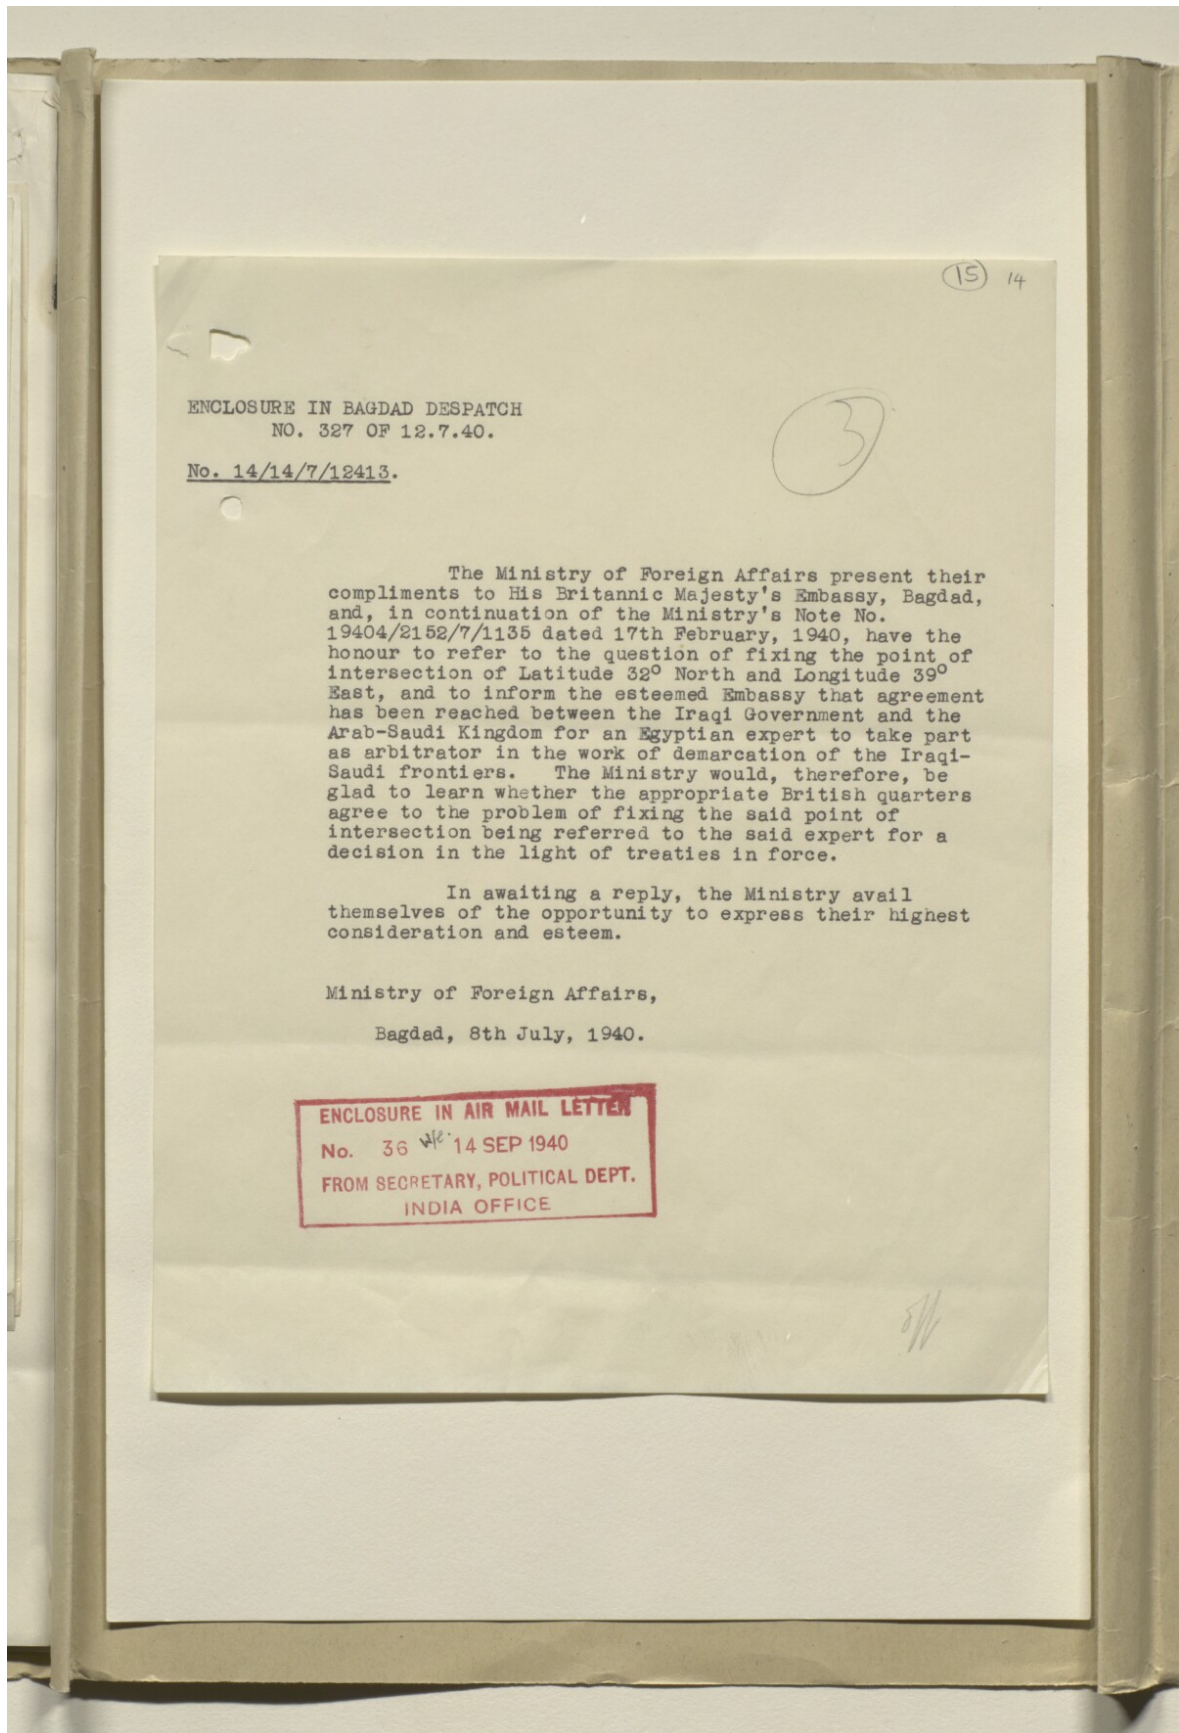 15 14
ENCLOSURE IN BAGDAD DESPATCH
NO. 327 OF 12.7.40.
3
No. 14/14/7/12413.
The Ministry of Foreign Affairs present their
compliments to His Britannic Majesty's Embassy, Bagdad,
and, in continuation of the Ministry's Note No.
19404/2152/7/1135 dated 17th February, 1940, have the
honour to refer to the question of fixing the point of
intersection of Latitude 32° North and Longitude 39°
East, and to inform the esteemed Embassy that agreement
has been reached between the Iraqi Government and the
Arab-Saudi Kingdom for an Egyptian expert to take part
as arbitrator in the work of demarcation of the Iraqi-
Saudi frontiers. The Ministry would, therefore, be
glad to learn whether the appropriate British quarters
agree to the problem of fixing the said point of
intersection being referred to the said expert for a
decision in the light of treaties in force.
In awaiting a reply, the Ministry avail
themselves of the opportunity to express their highest
consideration and esteem.
Ministry of Foreign Affairs,
Bagdad, 8th July, 1940.
ENCLOSURE IN AIR MAIL LETTER
No. 36 14 SEP 1940
FROM SECRETARY, POLITICAL DEPT.
INDIA OFFICE